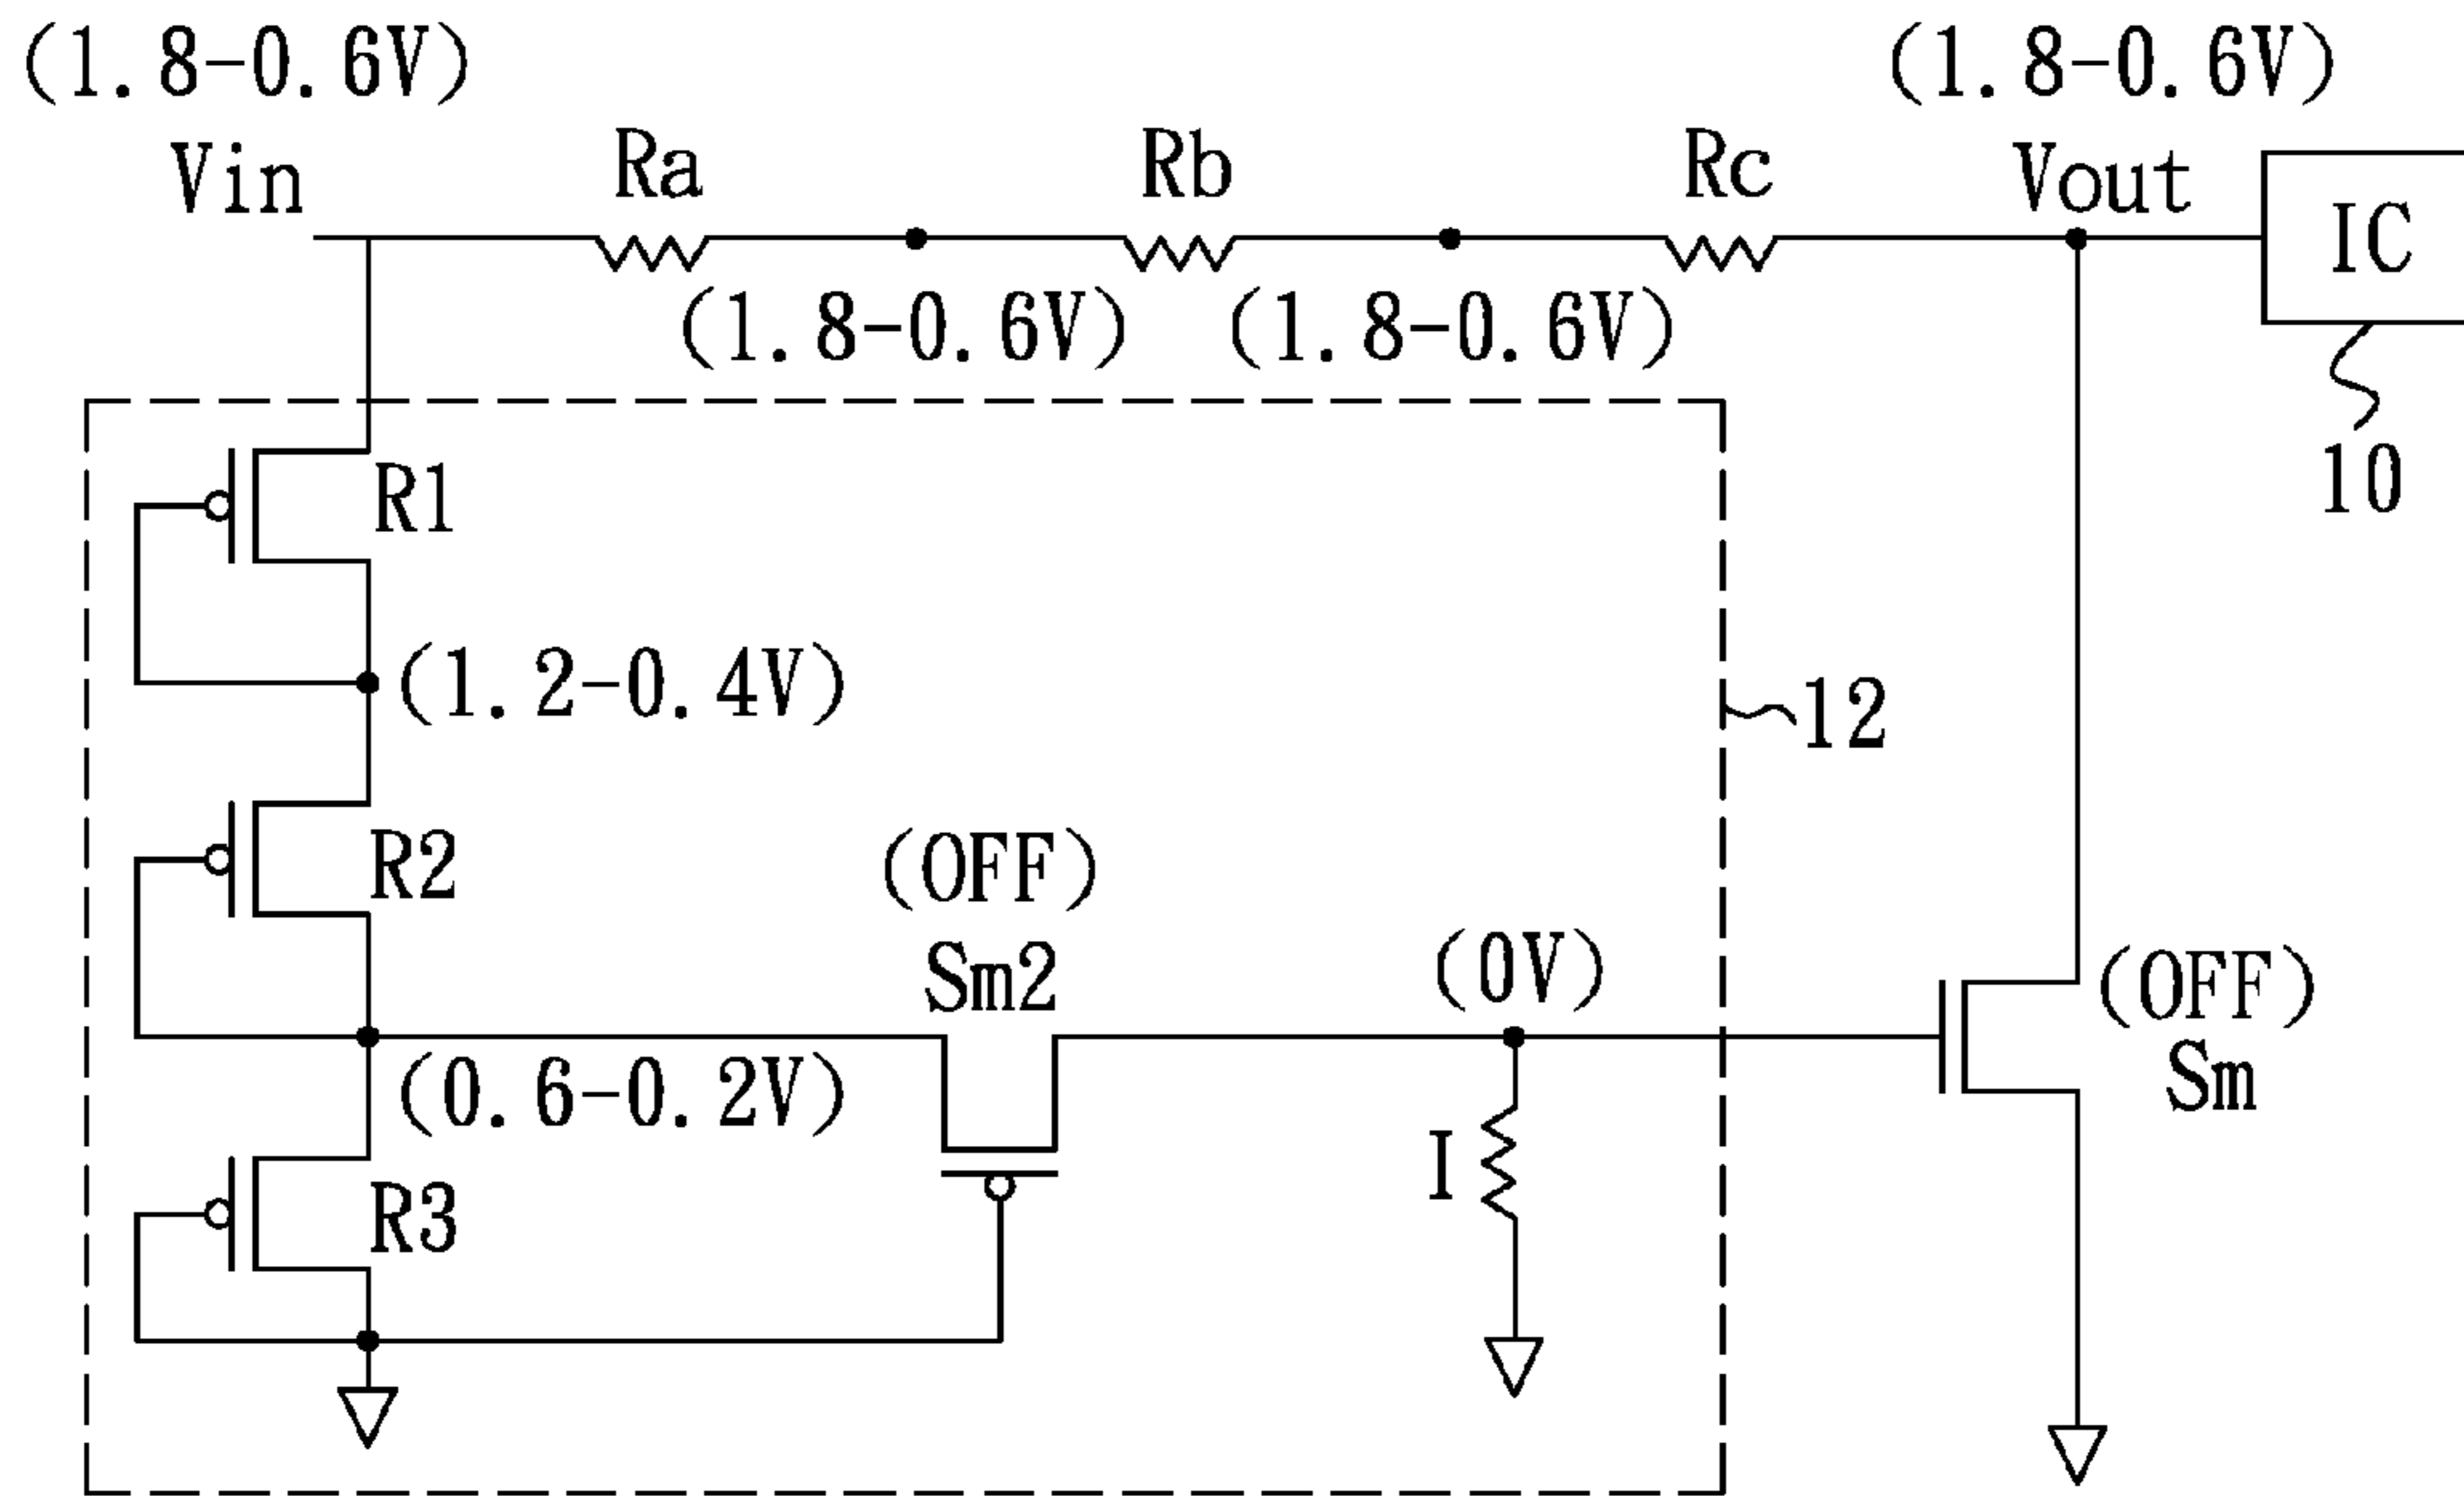 (1.8-0.6V)
Vin
Ra
Rb
Rc
(1.8-0.6V)
Vout
IC
10
(1.8-0.6V)
(1.8-0.6V)
R1
(1.2-0.4V)
12
R2
(OFF)
Sm2
(0V)
(OFF)
Sm
(0.6-0.2V)
I
R3